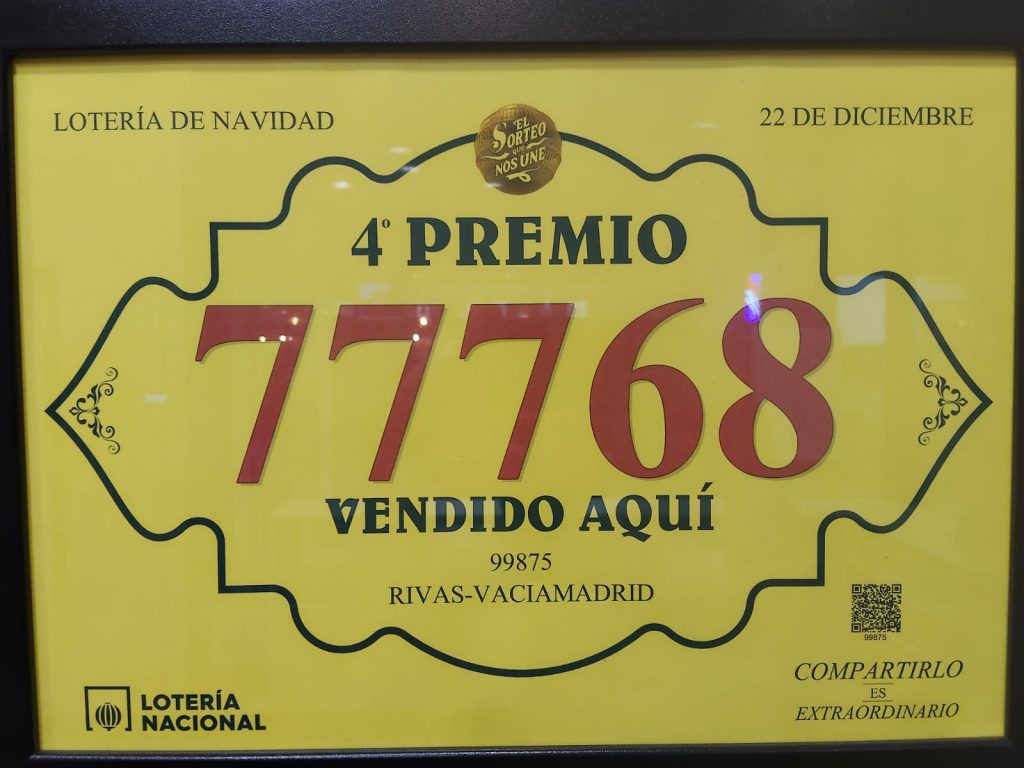 LOTERÍA DE NAVIDAD
22 DE DICIEMBRE
EL
SORTEO
QUE
NOS UNE
4º PREMIO
77768
VENDIDO AQUÍ
99875
RIVAS-VACIAMADRID
99875
COMPARTIRLO
ES
EXTRAORDINARIO
LOTERÍA
NACIONAL